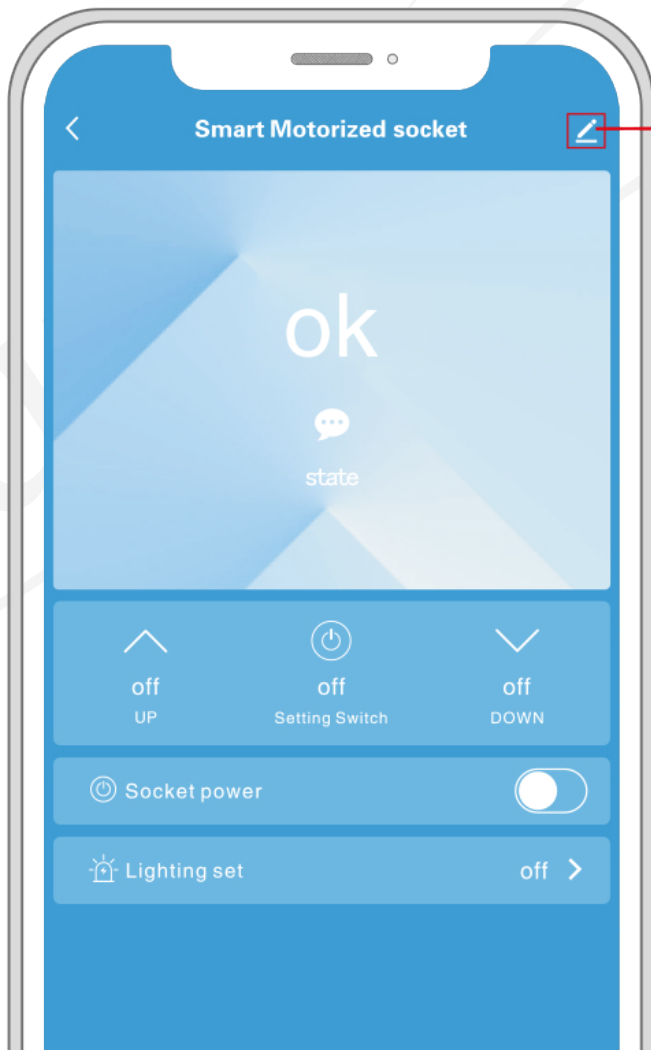 Smart Motorized socket
ok
state
off off off
UP Setting Switch DOWN
Socket power
Lighting set off